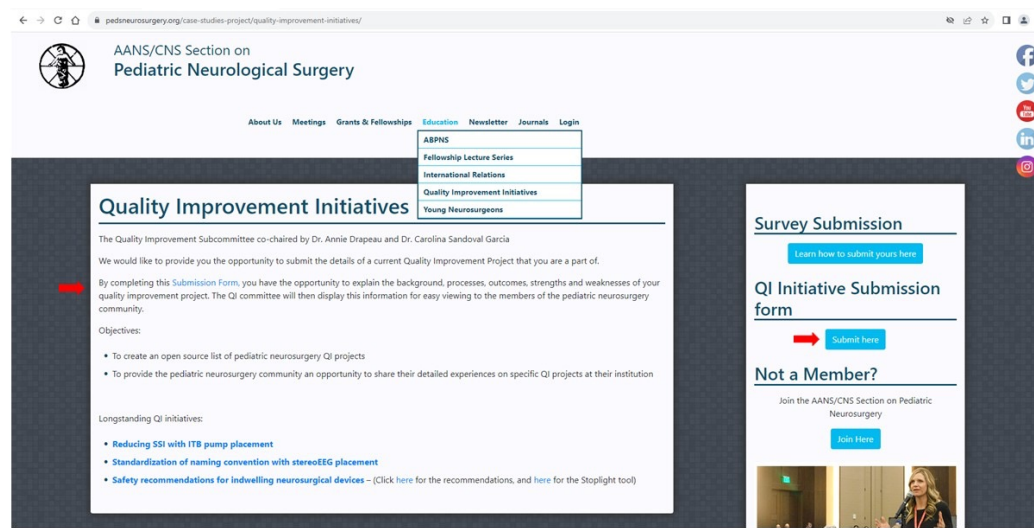 pedsneurosurgery.org/case-studies-project/quality-improvement-initiatives/
AANS/CNS Section on
Pediatric Neurological Surgery
About Us Meetings Grants & Fellowships Education Newsletter Journals Login
ABPNS
Fellowship Lecture Series
International Relations
Quality Improvement Initiatives
Young Neurosurgeons
You
Tube
in
Quality Improvement Initiatives
The Quality Improvement Subcommittee co-chaired by Dr. Annie Drapeau and Dr. Carolina Sandoval Garcia
We would like to provide you the opportunity to submit the details of a current Quality Improvement Project that you are a part of.
By completing this Submission Form, you have the opportunity to explain the background, processes, outcomes, strengths and weaknesses of your
quality improvement project. The QI committee will then display this information for easy viewing to the members of the pediatric neurosurgery
community.
Objectives:
• To create an open source list of pediatric neurosurgery QI projects
• To provide the pediatric neurosurgery community an opportunity to share their detailed experiences on specific QI projects at their institution
Longstanding QI initiatives:
• Reducing SSI with ITB pump placement
• Standardization of naming convention with stereoEEG placement
• Safety recommendations for indwelling neurosurgical devices – (Click here for the recommendations, and here for the Stoplight tool)
Survey Submission
Learn how to submit yours here
QI Initiative Submission
form
Submit here
Not a Member?
Join the AANS/CNS Section on Pediatric
Neurosurgery
Join Here